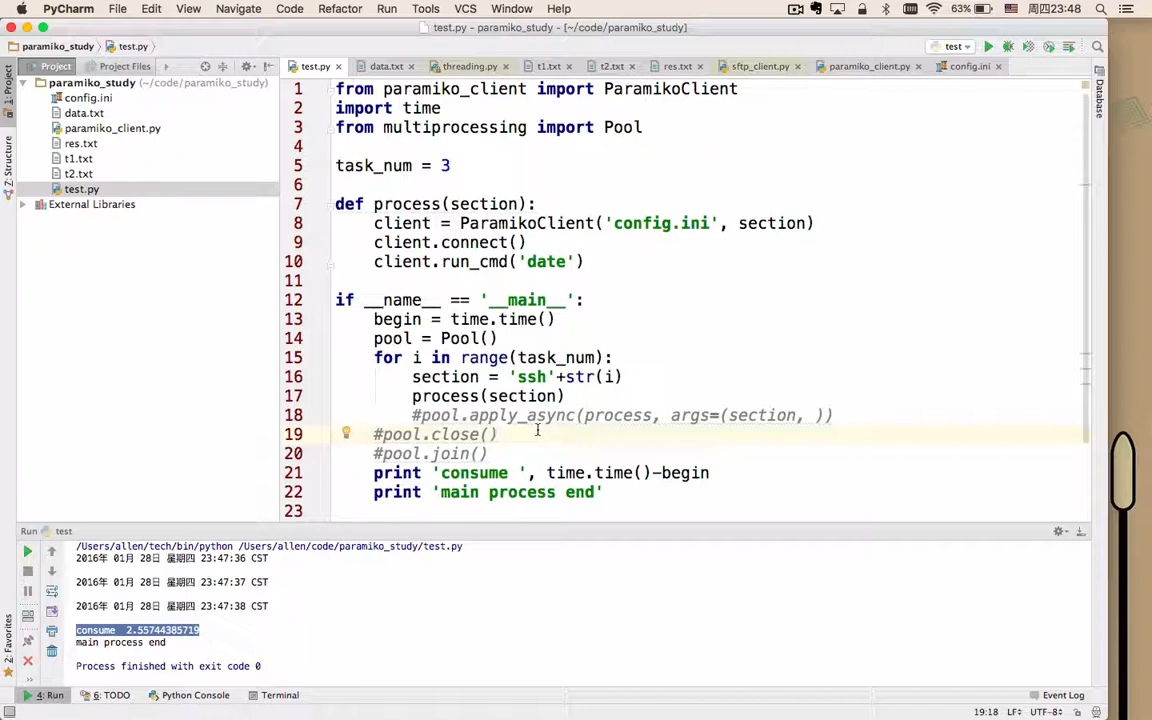 PyCharm File Edit View Navigate Code Refactor Run Tools VCS Window Help 63% 周四23:48
test.py - paramiko_study - [~/code/paramiko_study]
paramiko_study test.py test
Project Project Files
test.py data.txt threading.py t1.txt t2.txt res.txt sftp_client.py paramiko_client.py config.ini
1: Project
Z: Structure
2: Favorites
Database
paramiko_study (~/code/paramiko_study)
config.ini
data.txt
paramiko_client.py
res.txt
t1.txt
t2.txt
test.py
External Libraries
1 from paramiko_client import ParamikoClient
2 import time
3 from multiprocessing import Pool
4
5 task_num = 3
6
7 def process(section):
8 client = ParamikoClient('config.ini', section)
9 client.connect()
10 client.run_cmd('date')
11
12 if __name__ == '__main__':
13 begin = time.time()
14 pool = Pool()
15 for i in range(task_num):
16 section = 'ssh'+str(i)
17 process(section)
18 #pool.apply_async(process, args=(section, ))
19 #pool.close()
20 #pool.join()
21 print 'consume ', time.time()-begin
22 print 'main process end'
23
Run test
/Users/allen/tech/bin/python /Users/allen/code/paramiko_study/test.py
2016年 01月 28日 星期四 23:47:36 CST
2016年 01月 28日 星期四 23:47:37 CST
2016年 01月 28日 星期四 23:47:38 CST
consume  2.55744385719
main process end
Process finished with exit code 0
4: Run 6: TODO Python Console Terminal Event Log
19:18 LF÷ UTF-8÷